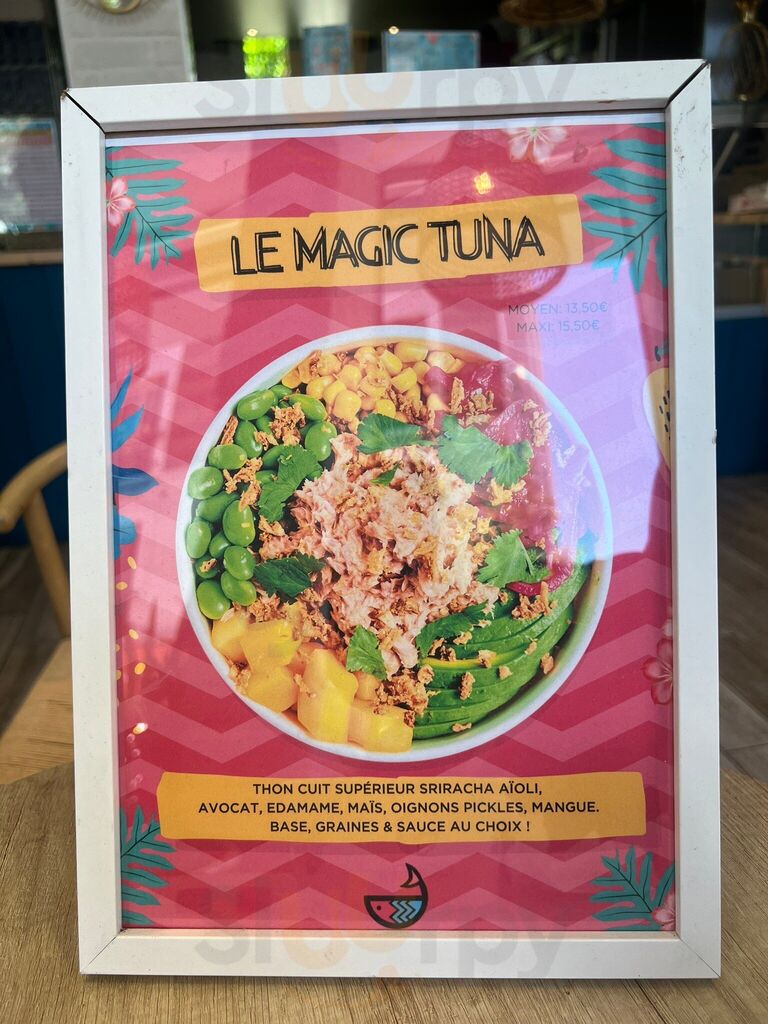 LE MAGIC TUNA
MOYEN: 13,50€
MAXI: 15,50€
THON CUIT SUPÉRIEUR SRIRACHA AÏOLI,
AVOCAT, EDAMAME, MAÏS, OIGNONS PICKLES, MANGUE.
BASE, GRAINES & SAUCE AU CHOIX !